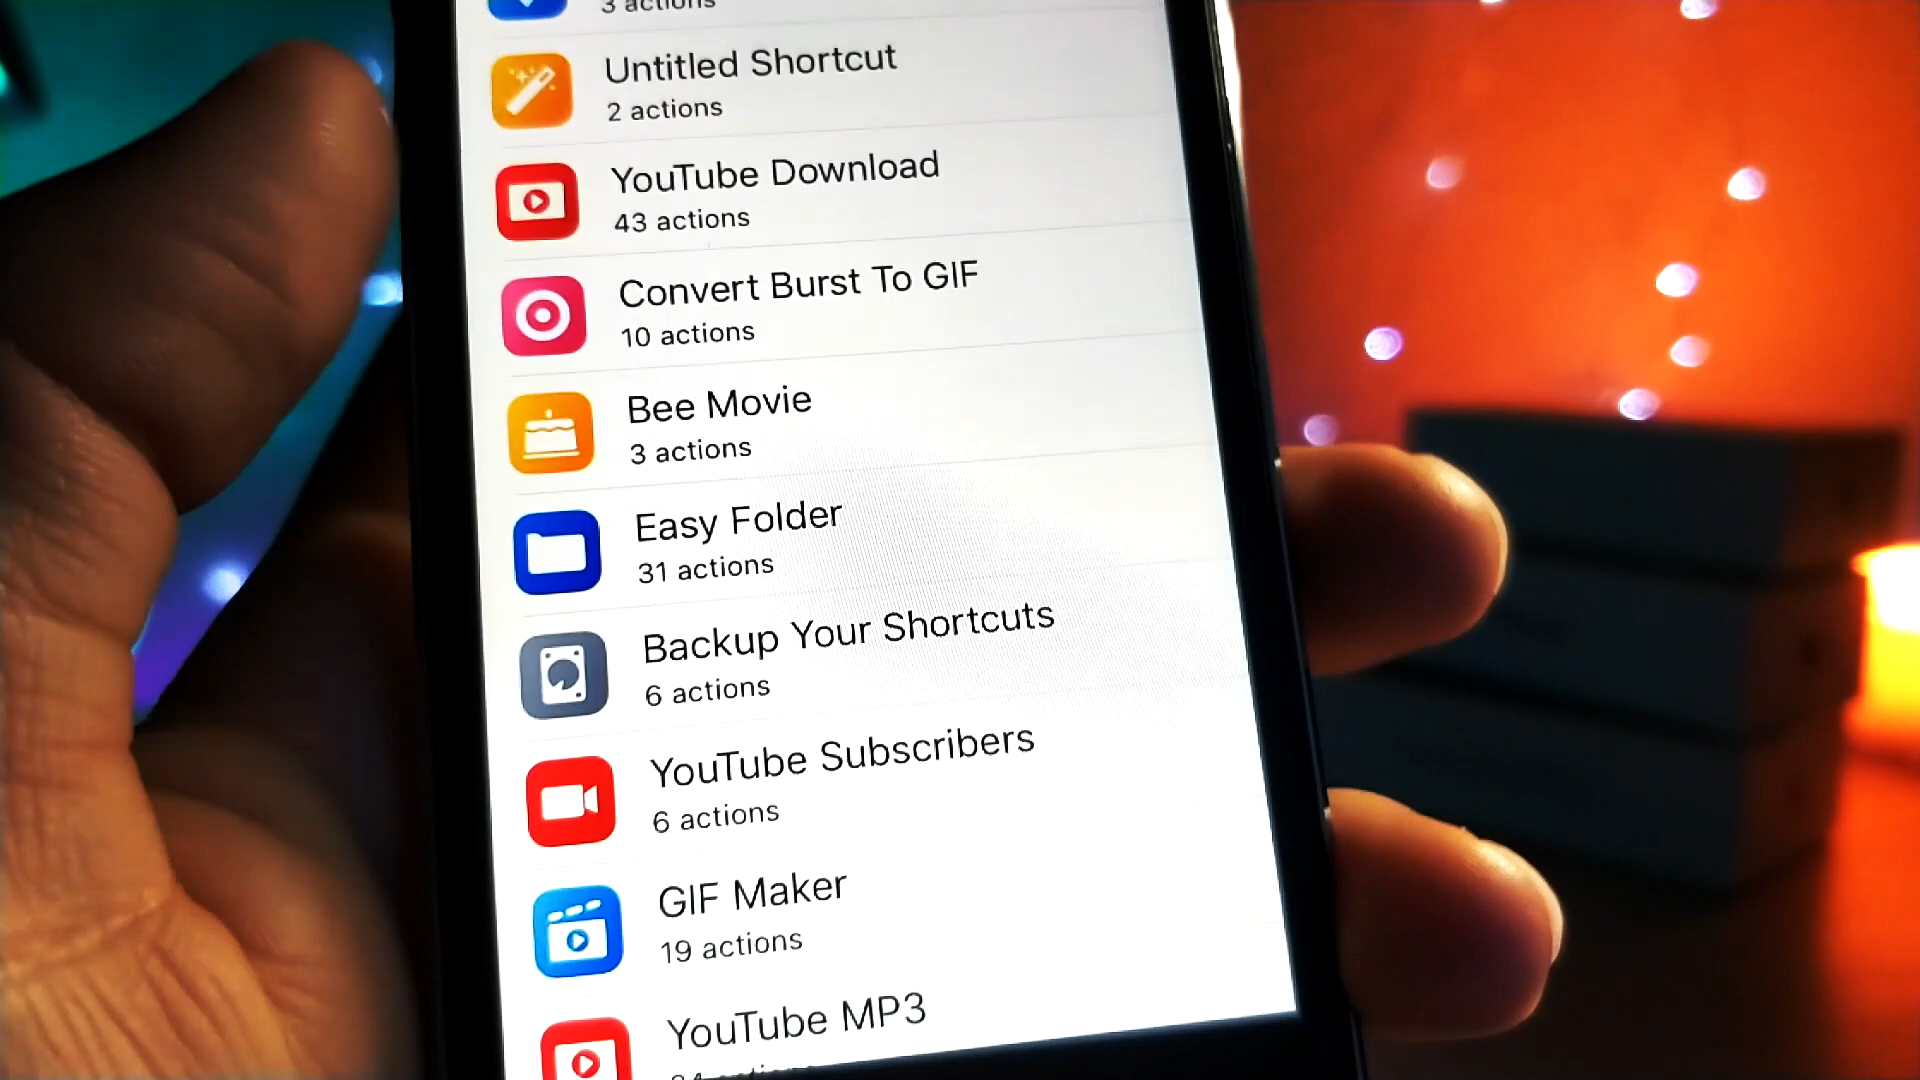 3 actions
Untitled Shortcut
2 actions
YouTube Download
43 actions
Convert Burst To GIF
10 actions
Bee Movie
3 actions
Easy Folder
31 actions
Backup Your Shortcuts
6 actions
YouTube Subscribers
6 actions
GIF Maker
19 actions
YouTube MP3